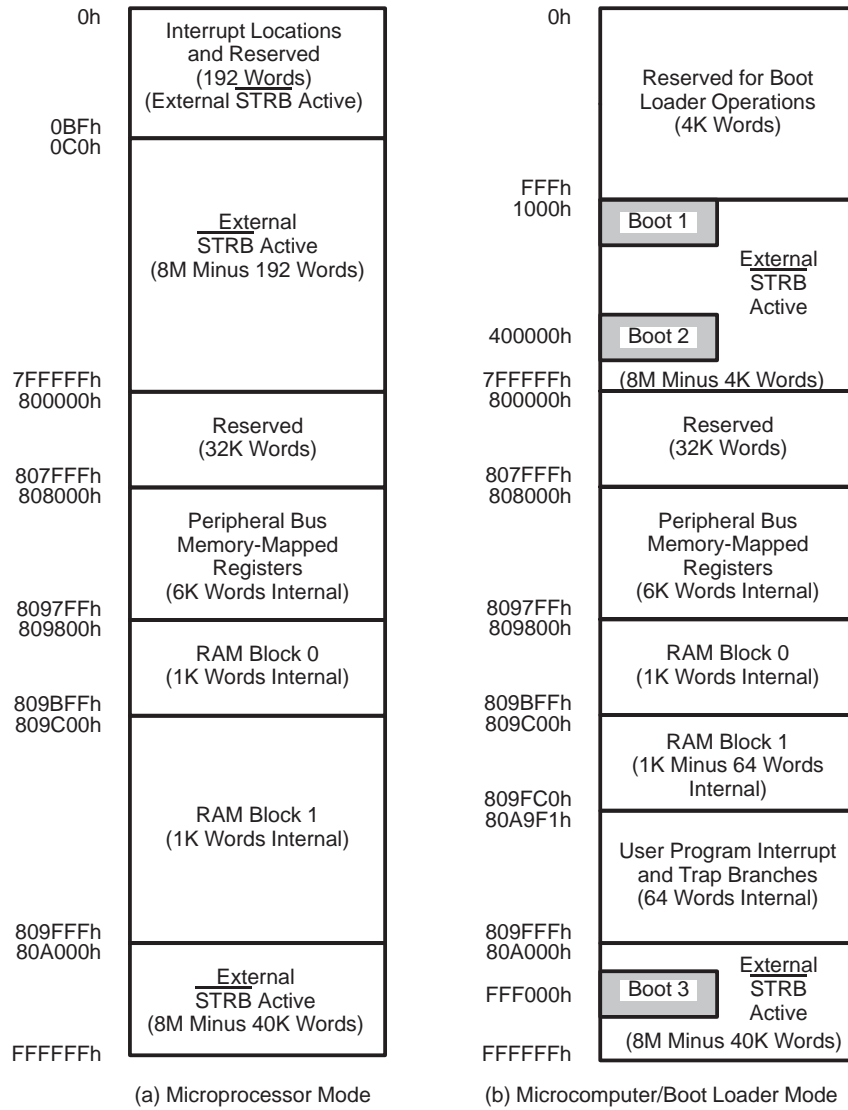 0h
Interrupt Locations
and Reserved
(192 Words)
(External STRB Active)
0BFh
0C0h
External
STRB Active
(8M Minus 192 Words)
7FFFFFh
800000h
Reserved
(32K Words)
807FFFh
808000h
Peripheral Bus
Memory-Mapped
Registers
(6K Words Internal)
8097FFh
809800h
RAM Block 0
(1K Words Internal)
809BFFh
809C00h
RAM Block 1
(1K Words Internal)
809FFFh
80A000h
External
STRB Active
(8M Minus 40K Words)
FFFFFFh
(a) Microprocessor Mode
0h
Reserved for Boot
Loader Operations
(4K Words)
FFFh
1000h
Boot 1
External
STRB
Active
400000h
Boot 2
7FFFFFh
(8M Minus 4K Words)
800000h
Reserved
(32K Words)
807FFFh
808000h
Peripheral Bus
Memory-Mapped
Registers
(6K Words Internal)
8097FFh
809800h
RAM Block 0
(1K Words Internal)
809BFFh
809C00h
RAM Block 1
(1K Minus 64 Words
Internal)
809FC0h
80A9F1h
User Program Interrupt
and Trap Branches
(64 Words Internal)
809FFFh
80A000h
External
STRB
Active
FFF000h
Boot 3
(8M Minus 40K Words)
FFFFFFh
(b) Microcomputer/Boot Loader Mode